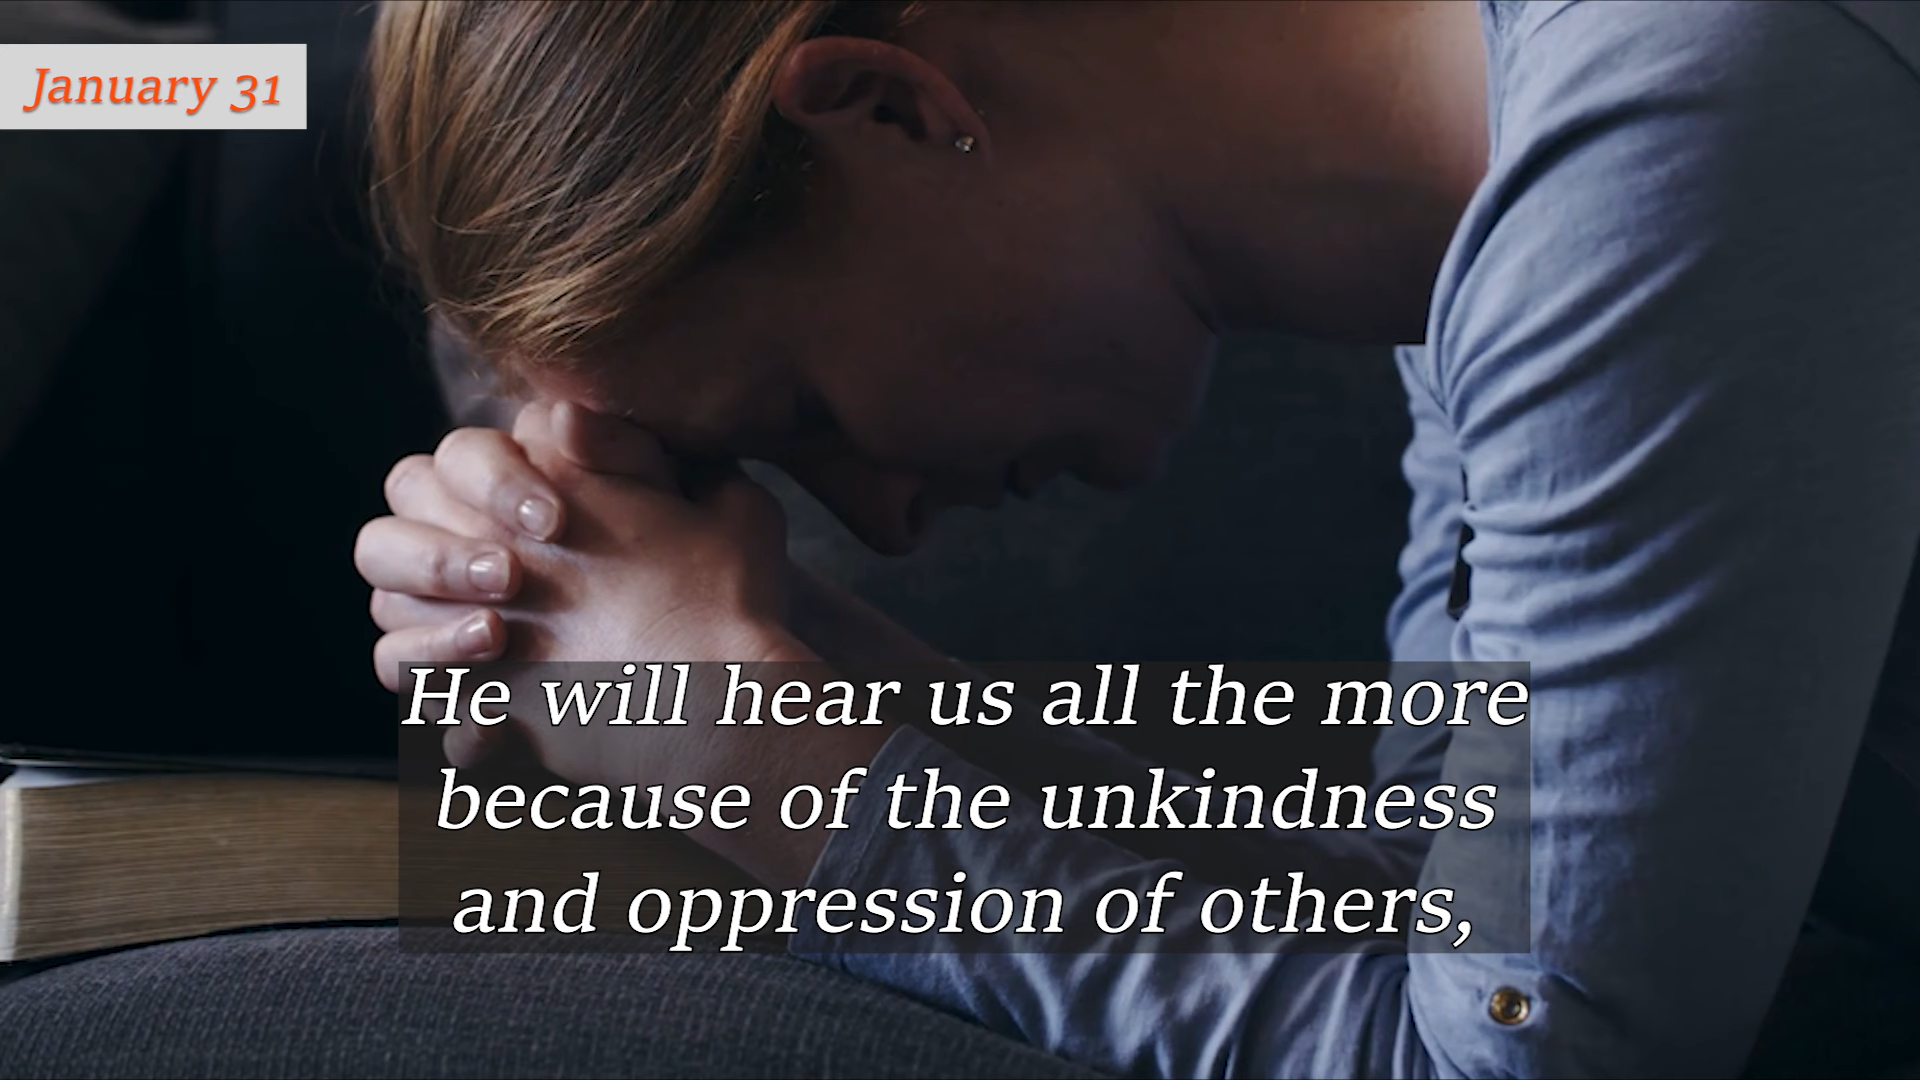 January 31
He will hear us all the more
because of the unkindness
and oppression of others,